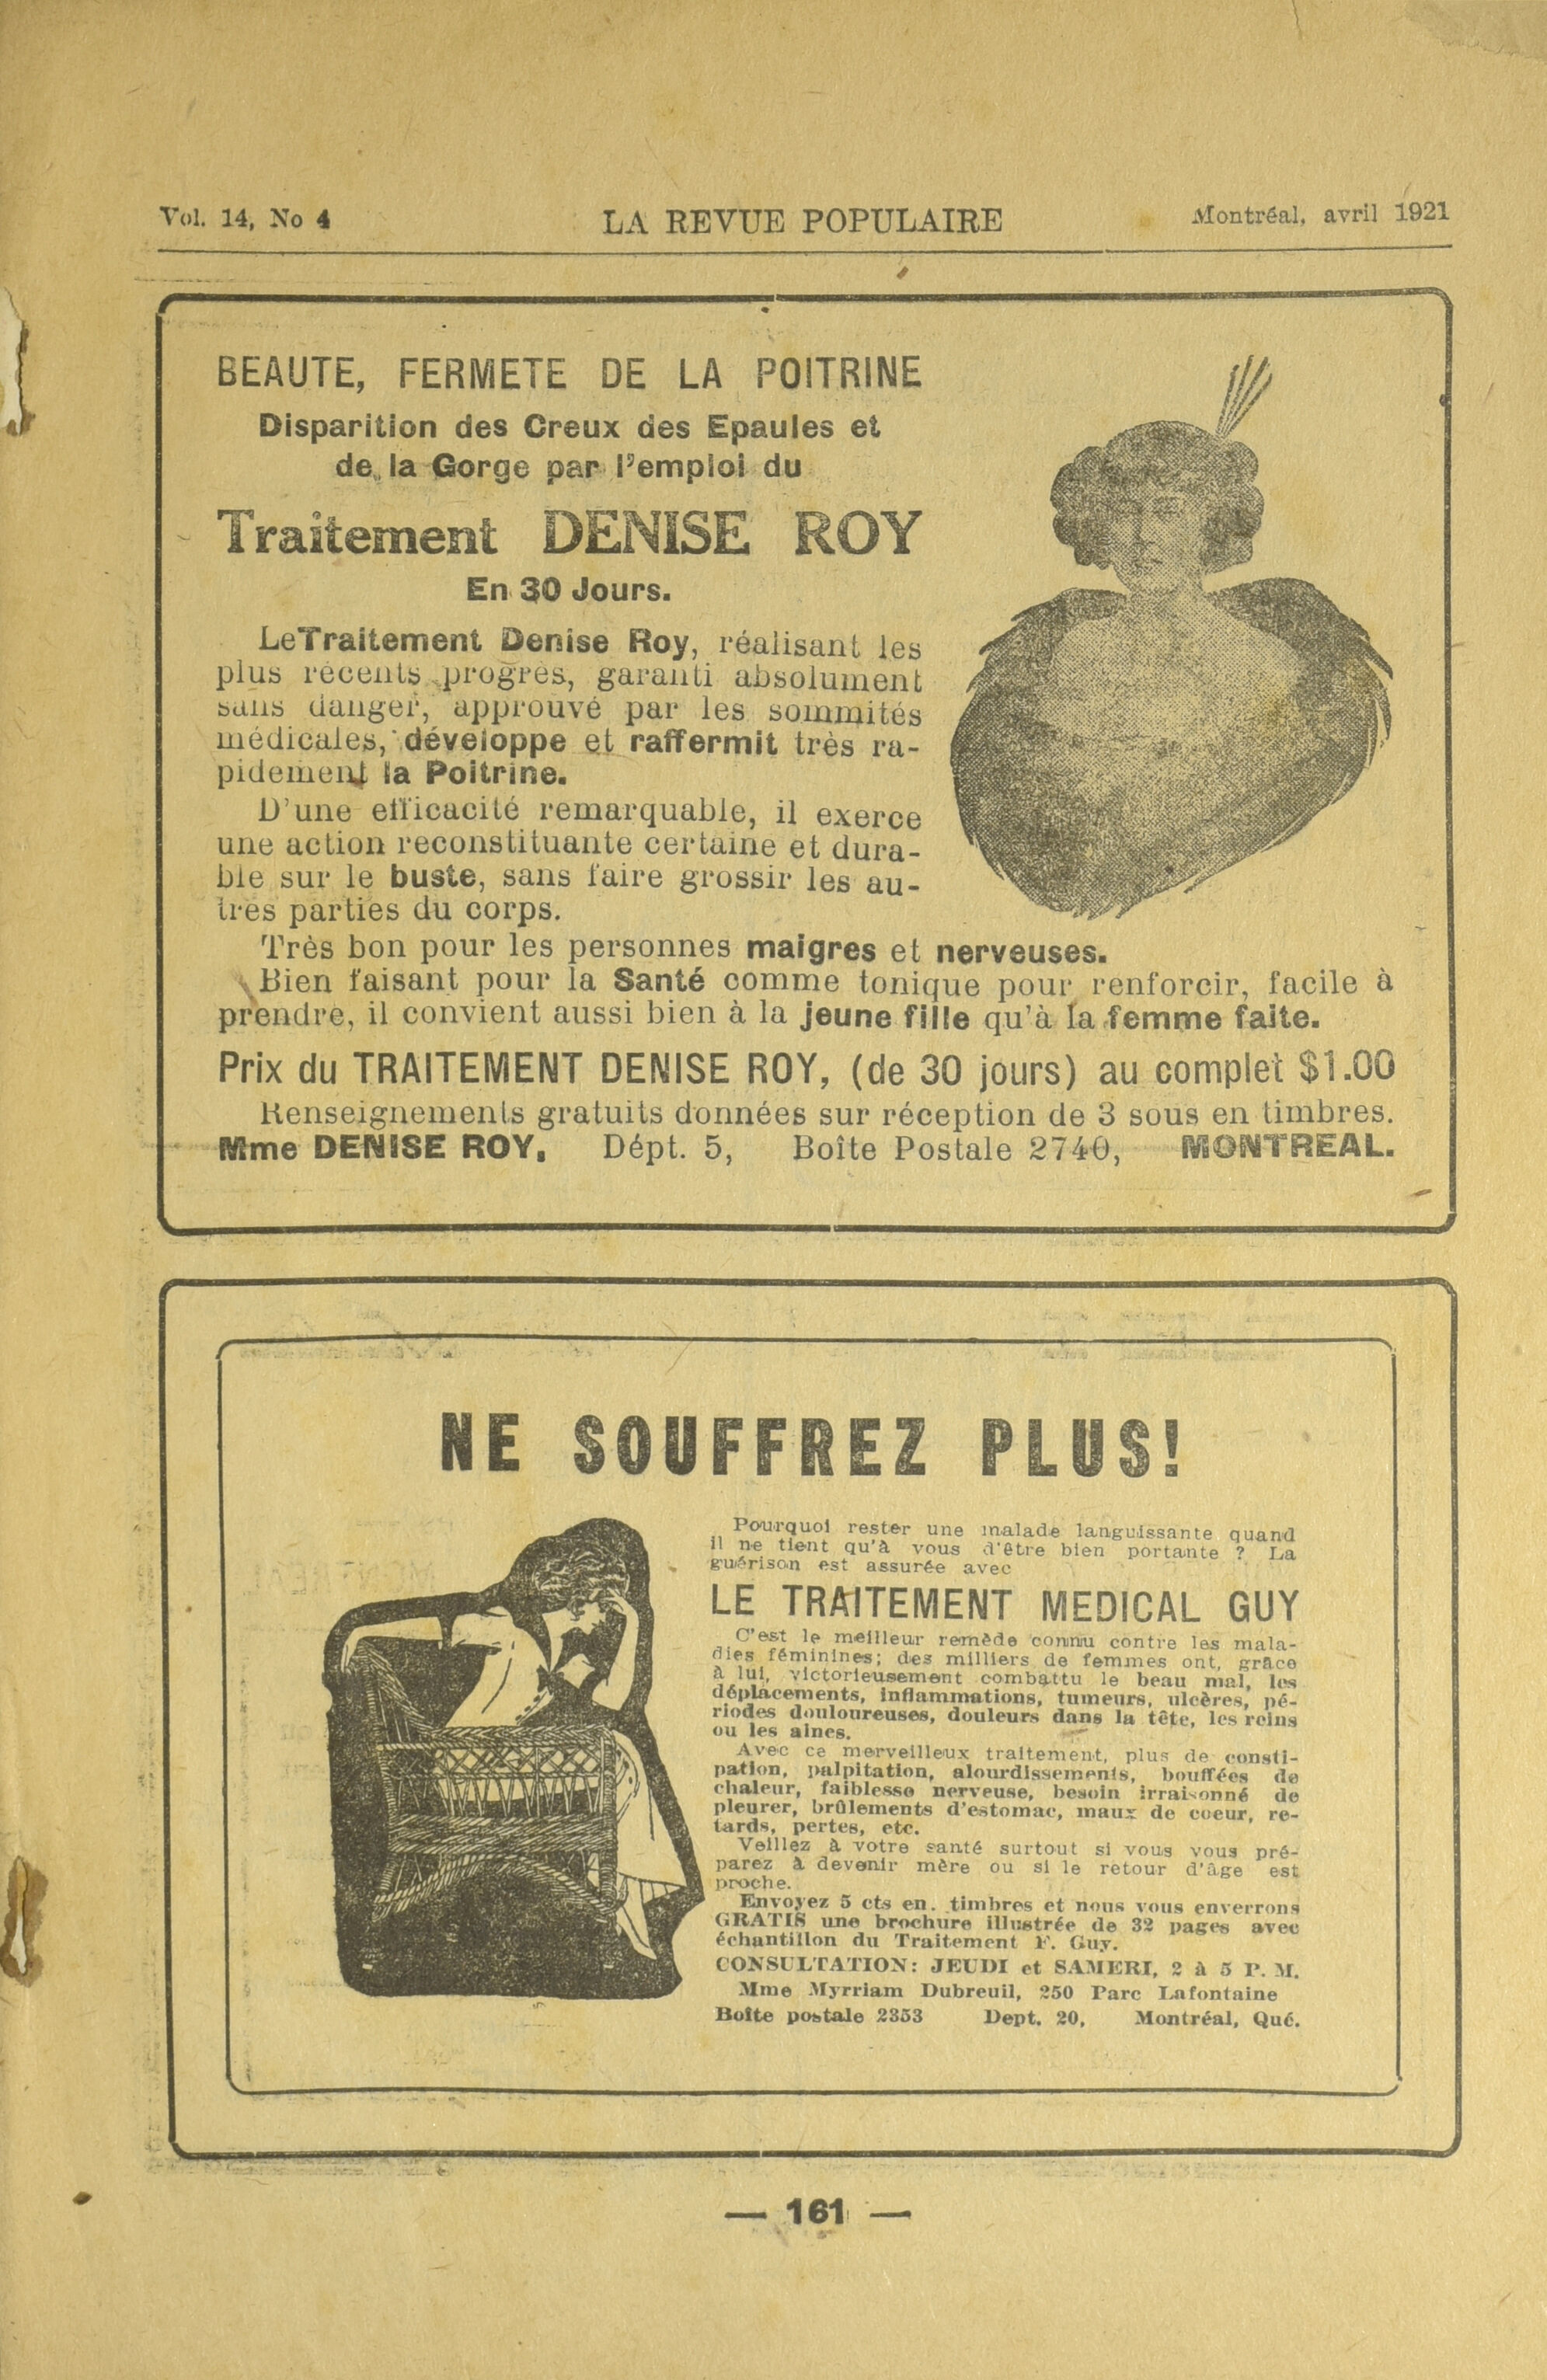 Vol. 14, No 4
LA REVUE POPULAIRE
Montréal, avril 1921
BEAUTE, FERMETE DE LA POITRINE
Disparition des Creux des Epaules et
de la Gorge par l'emploi du
Traitement DENISE ROY
En 30 Jours.
Le Traitement Denise Roy, réalisant les
plus récents progrès, garanti absolument
sans danger, approuvé par les sommités
médicales, développe et raffermit très ra-
pidement la Poitrine.
D'une efficacité remarquable, il exerce
une action reconstituante certaine et dura-
ble sur le buste, sans faire grossir les au-
tres parties du corps.
Très bon pour les personnes maigres et nerveuses.
Bien faisant pour la Santé comme tonique pour renforcir, facile à
prendre, il convient aussi bien à la jeune fille qu'à la femme faite.
Prix du TRAITEMENT DENISE ROY, (de 30 jours) au complet $1.00
Renseignements gratuits données sur réception de 3 sous en timbres.
Mme DENISE ROY, Dépt. 5, Boîte Postale 2740, MONTREAL.
NE SOUFFREZ PLUS!
Pourquoi rester une malade languissante quand
il ne tient qu'à vous d'être bien portante ? La
guérison est assurée avec
LE TRAITEMENT MEDICAL GUY
C'est le meilleur remède connu contre les mala-
dies féminines; des milliers de femmes ont, grâce
à lui, victorieusement combattu le beau mal, les
déplacements, inflammations, tumeurs, ulcères, pé-
riodes douloureuses, douleurs dans la tête, les reins
ou les aines.
Avec ce merveilleux traitement, plus de consti-
pation, palpitation, alourdissements, bouffées de
chaleur, faiblesse nerveuse, besoin irraisonné de
pleurer, brûlements d'estomac, maux de coeur, re-
tards, pertes, etc.
Veillez à votre santé surtout si vous vous pré-
parez à devenir mère ou si le retour d'âge est
proche.
Envoyez 5 cts en. timbres et nous vous enverrons
GRATIS une brochure illustrée de 32 pages avec
échantillon du Traitement F. Guy.
CONSULTATION: JEUDI et SAMERI, 2 à 5 P. M.
Mme Myrriam Dubreuil, 250 Parc Lafontaine
Boîte postale 2353 Dept. 20, Montréal, Qué.
— 161 —